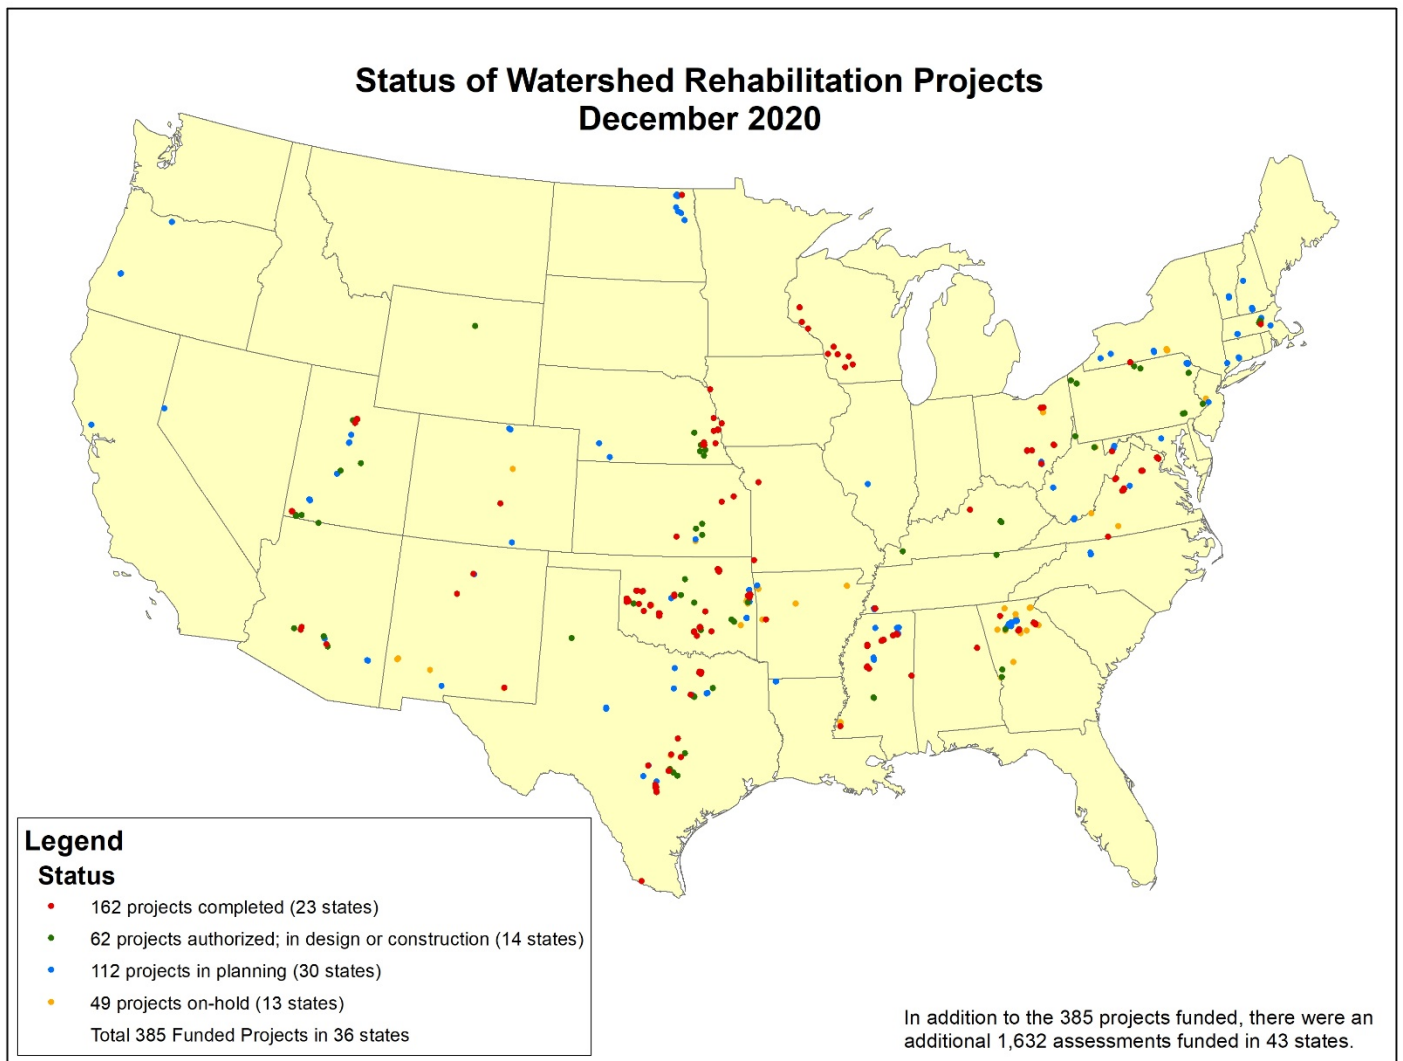 Status of Watershed Rehabilitation Projects
December 2020
Legend
Status
162 projects completed (23 states)
62 projects authorized; in design or construction (14 states)
112 projects in planning (30 states)
49 projects on-hold (13 states)
Total 385 Funded Projects in 36 states
In addition to the 385 projects funded, there were an
additional 1,632 assessments funded in 43 states.